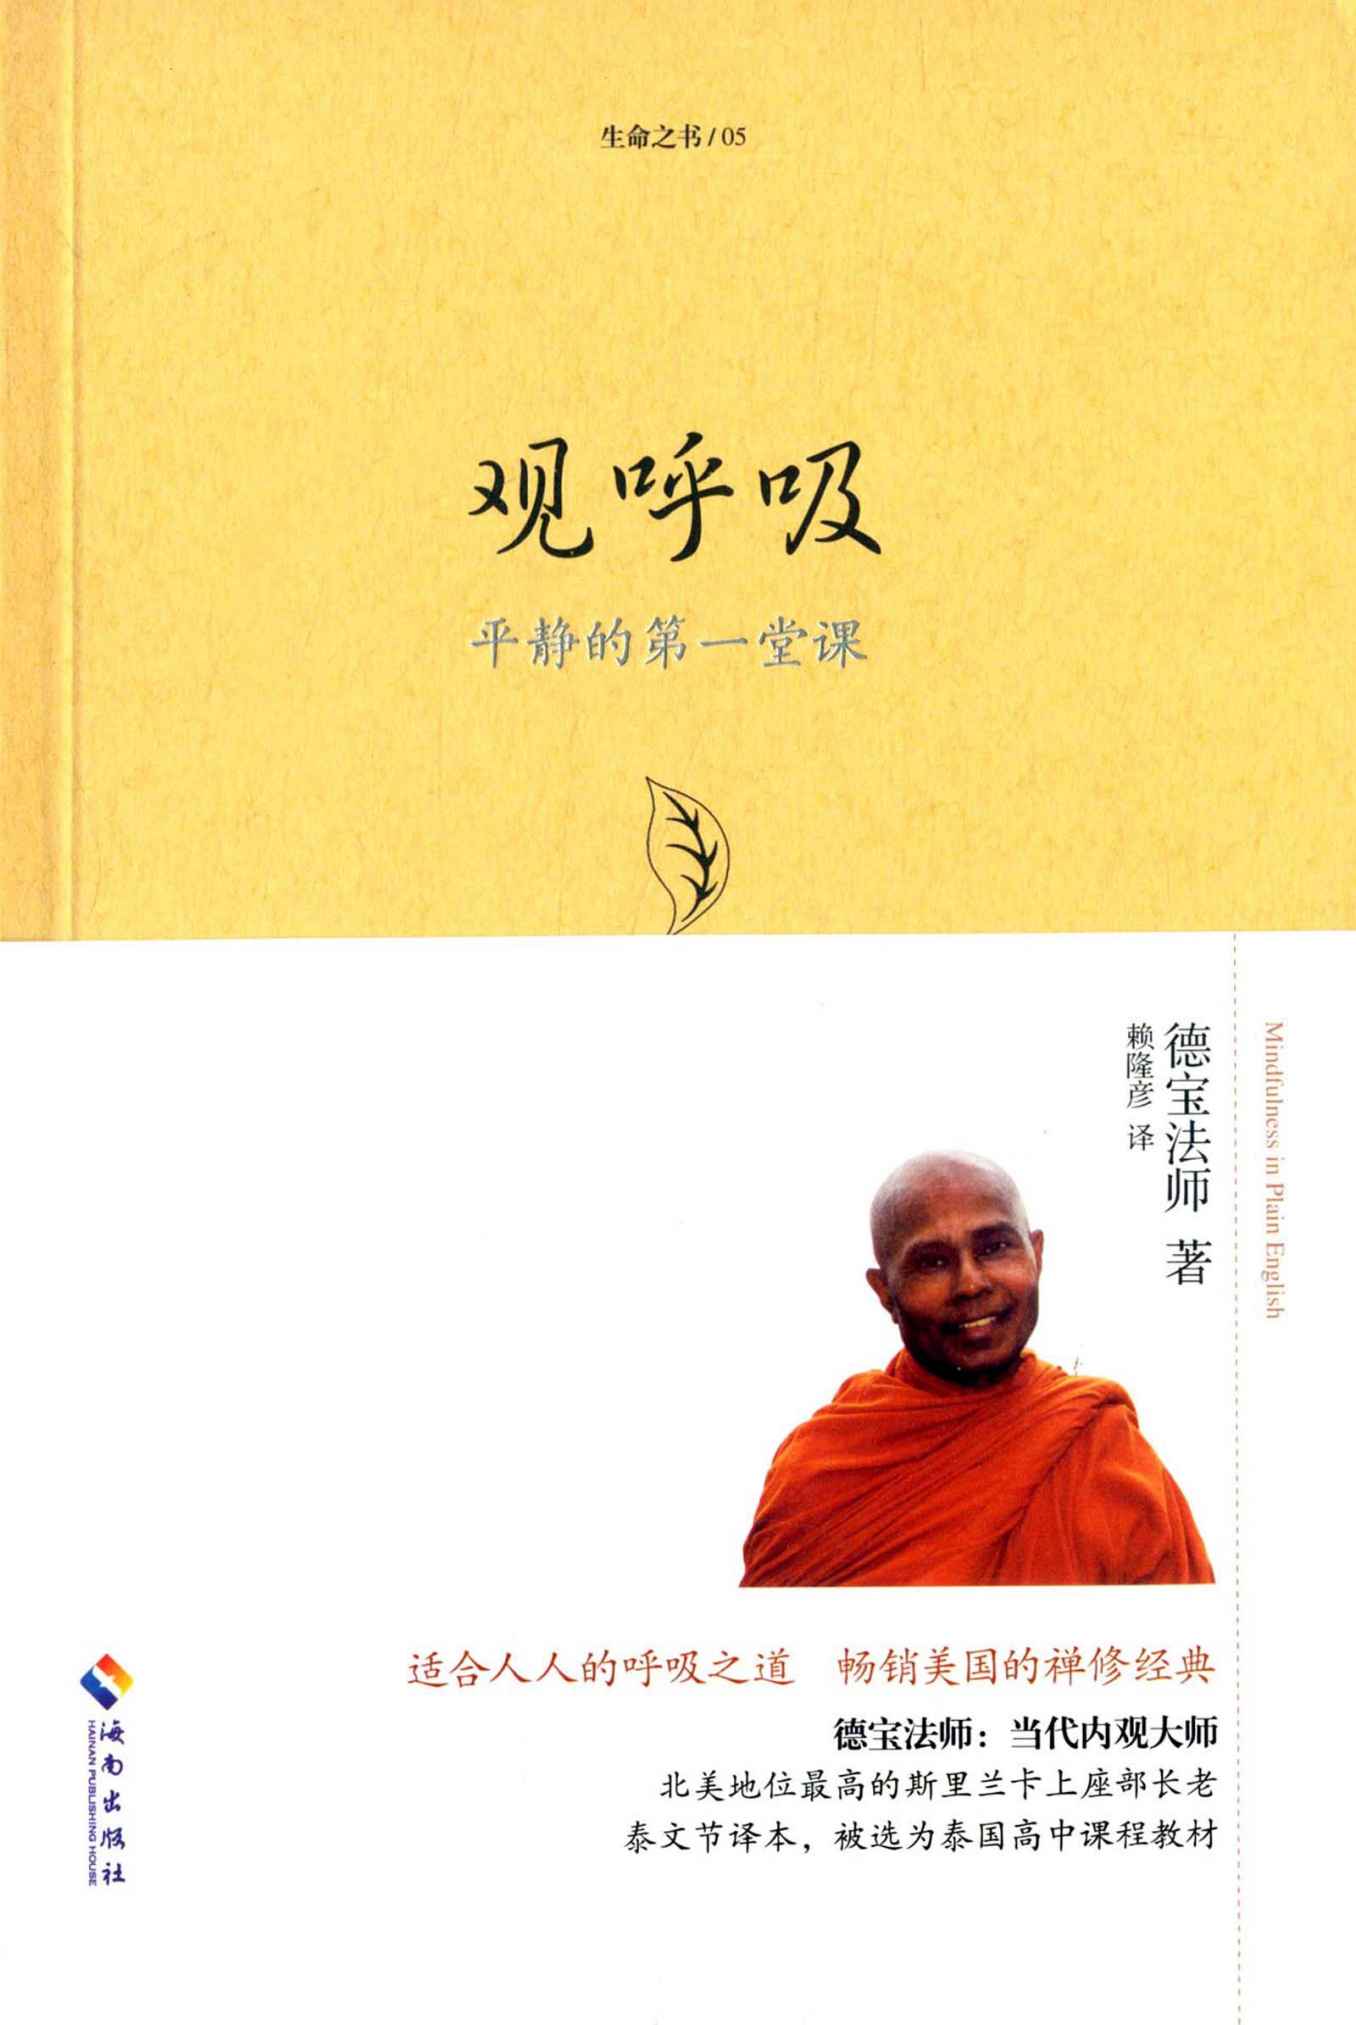 生命之书 / 05
观呼吸
平静的第一堂课
Mindfulness in Plain English
德宝法师 著
赖隆彦 译
适合人人的呼吸之道 畅销美国的禅修经典
德宝法师：当代内观大师
北美地位最高的斯里兰卡上座部长老
泰文节译本，被选为泰国高中课程教材
海南出版社
HAINAN PUBLISHING HOUSE